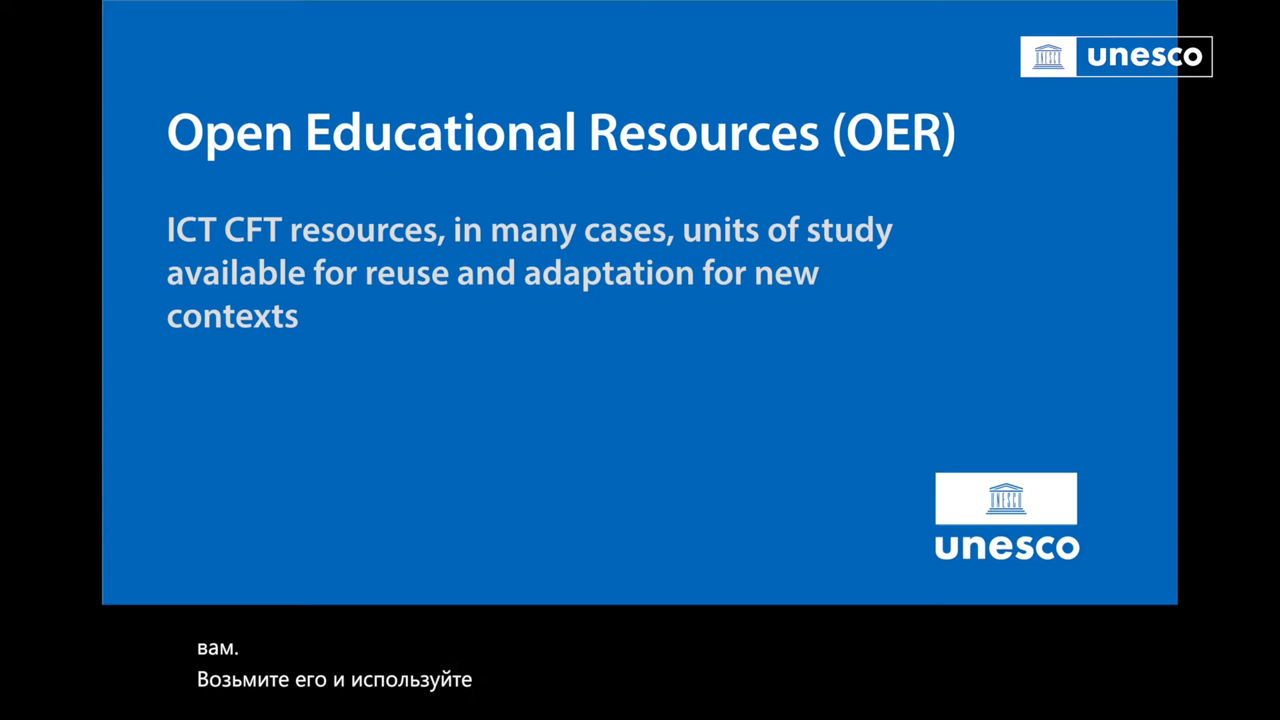 unesco
Open Educational Resources (OER)
ICT CFT resources, in many cases, units of study
available for reuse and adaptation for new
contexts
UNESCO
unesco
вам.
Возьмите его и используйте